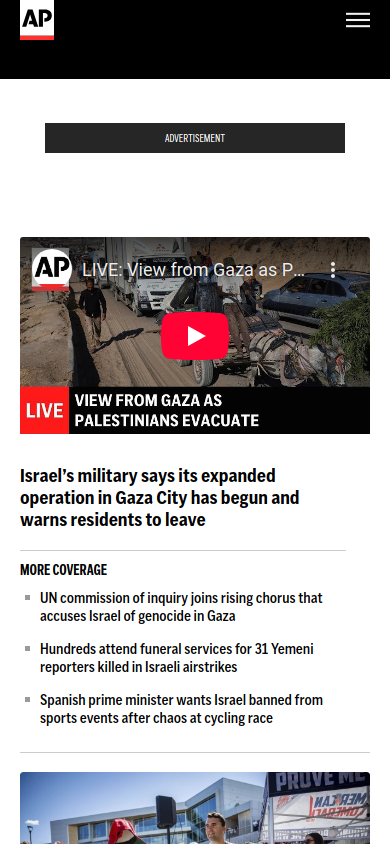 AP
ADVERTISEMENT
AP
LIVE: View from Gaza as P...
LIVE
VIEW FROM GAZA AS
PALESTINIANS EVACUATE
Israel’s military says its expanded
operation in Gaza City has begun and
warns residents to leave
MORE COVERAGE
UN commission of inquiry joins rising chorus that
accuses Israel of genocide in Gaza
Hundreds attend funeral services for 31 Yemeni
reporters killed in Israeli airstrikes
Spanish prime minister wants Israel banned from
sports events after chaos at cycling race
PROVE ME